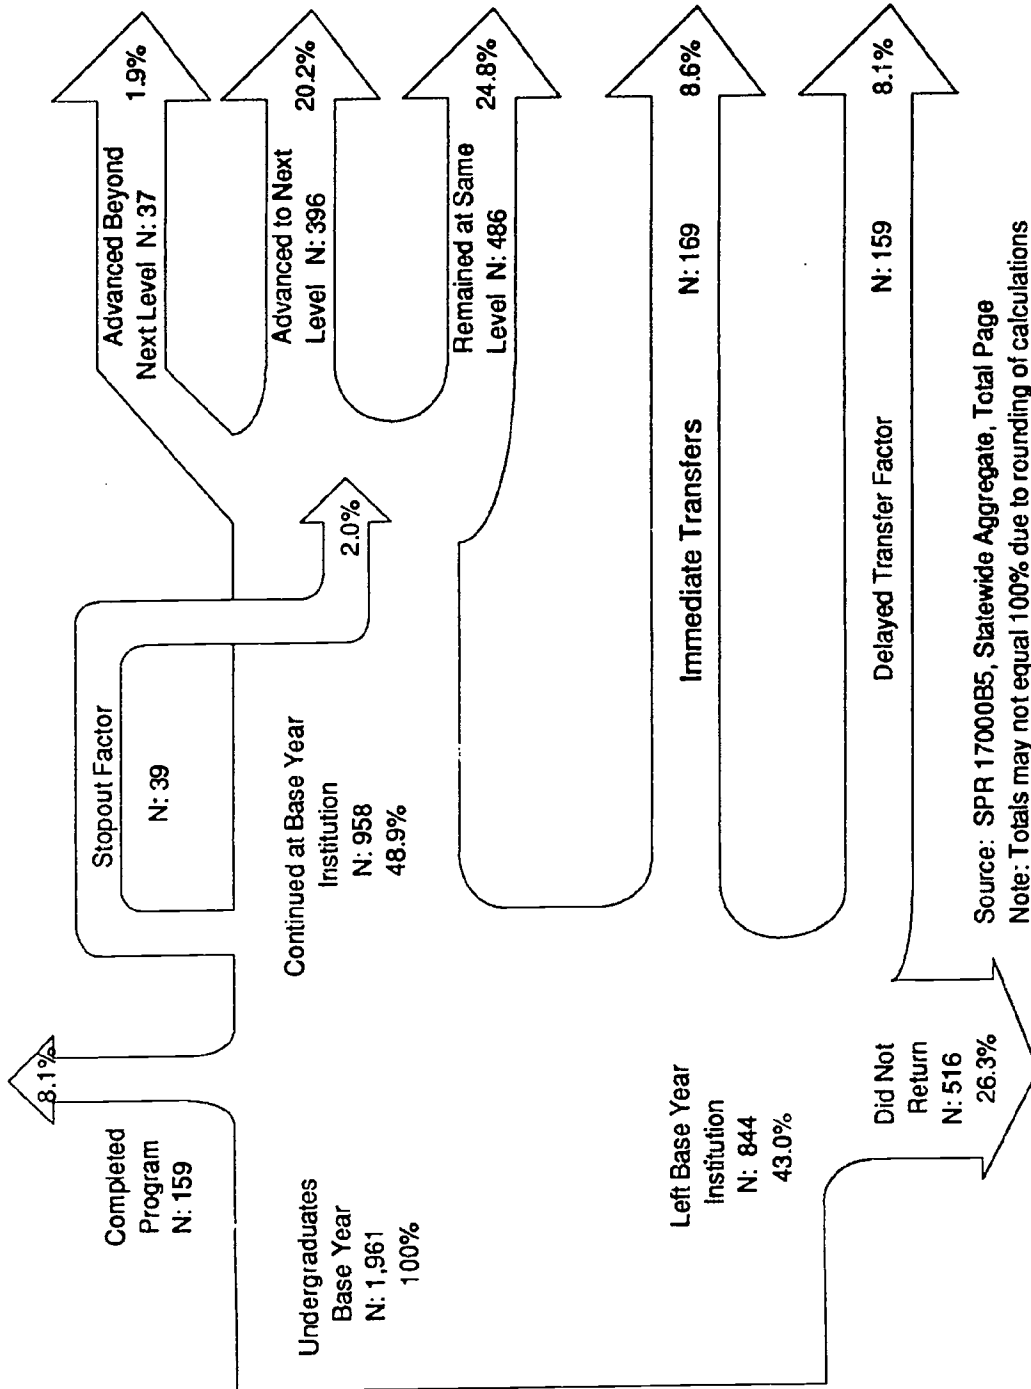 Completed
Program
N: 159
8.1%
Stopout Factor
N: 39
2.0%
Undergraduates
Base Year
N: 1,961
100%
Continued at Base Year
Institution
N: 958
48.9%
Advanced Beyond
Next Level N: 37
1.9%
Advanced to Next
Level N: 396
20.2%
Remained at Same
Level N: 486
24.8%
Left Base Year
Institution
N: 844
43.0%
Immediate Transfers
N: 169
8.6%
Delayed Transfer Factor
N: 159
8.1%
Did Not
Return
N: 516
26.3%
Source: SPR 17000B5, Statewide Aggregate, Total Page
Note: Totals may not equal 100% due to rounding of calculations